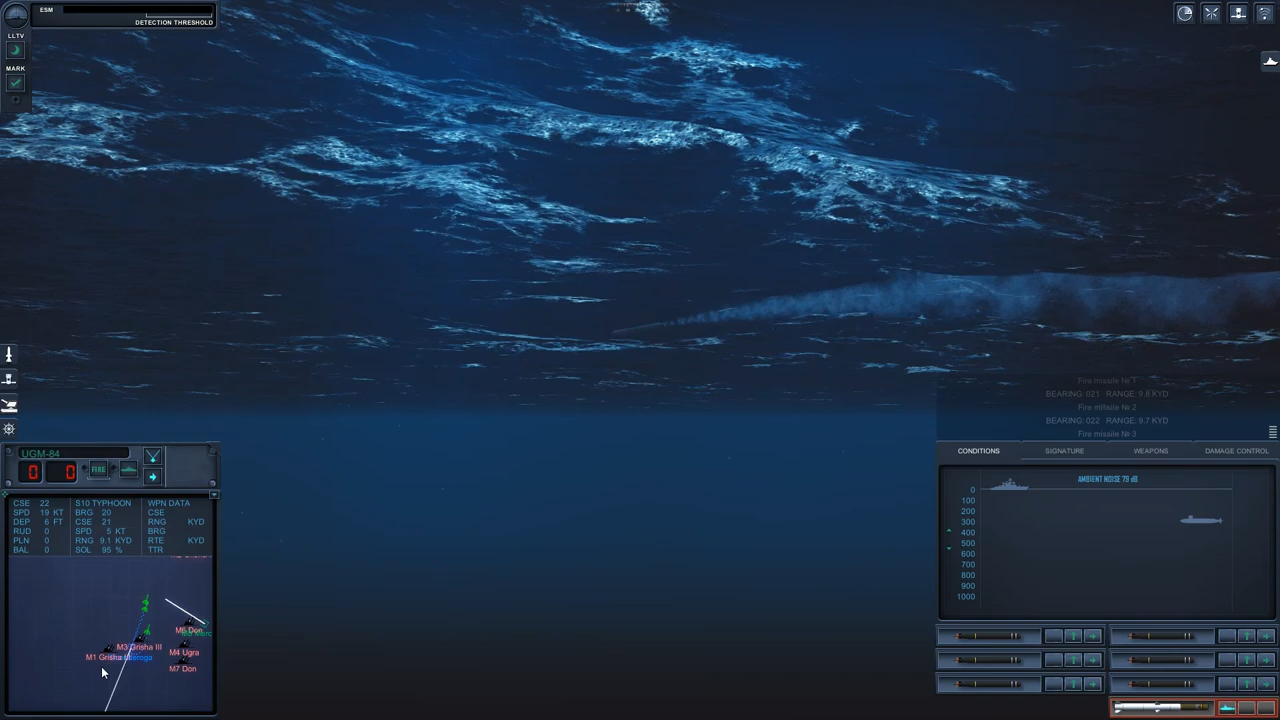 ESM
DETECTION THRESHOLD
LLTV
MARK
Fire missile № 1
BEARING: 021 RANGE: 9.8 KYD
Fire missile № 2
BEARING: 022 RANGE: 9.7 KYD
Fire missile № 3
UGM-84
0 0 FIRE
CONDITIONS SIGNATURE WEAPONS DAMAGE CONTROL
AMBIENT NOISE 79 dB
0
100
200
300
400
500
600
700
800
900
1000
CSE 22 S10 TYPHOON WPN DATA
SPD 19 KT BRG 20 CSE
DEP 6 FT CSE 21 RNG KYD
RUD 0 SPD 5 KT BRG
PLN 0 RNG 9.1 KYD RTE KYD
BAL 0 SOL 95 % TTR
M6 Don
M3 Grisha III
M4 Ugra
M1 Grisha
M7 Don